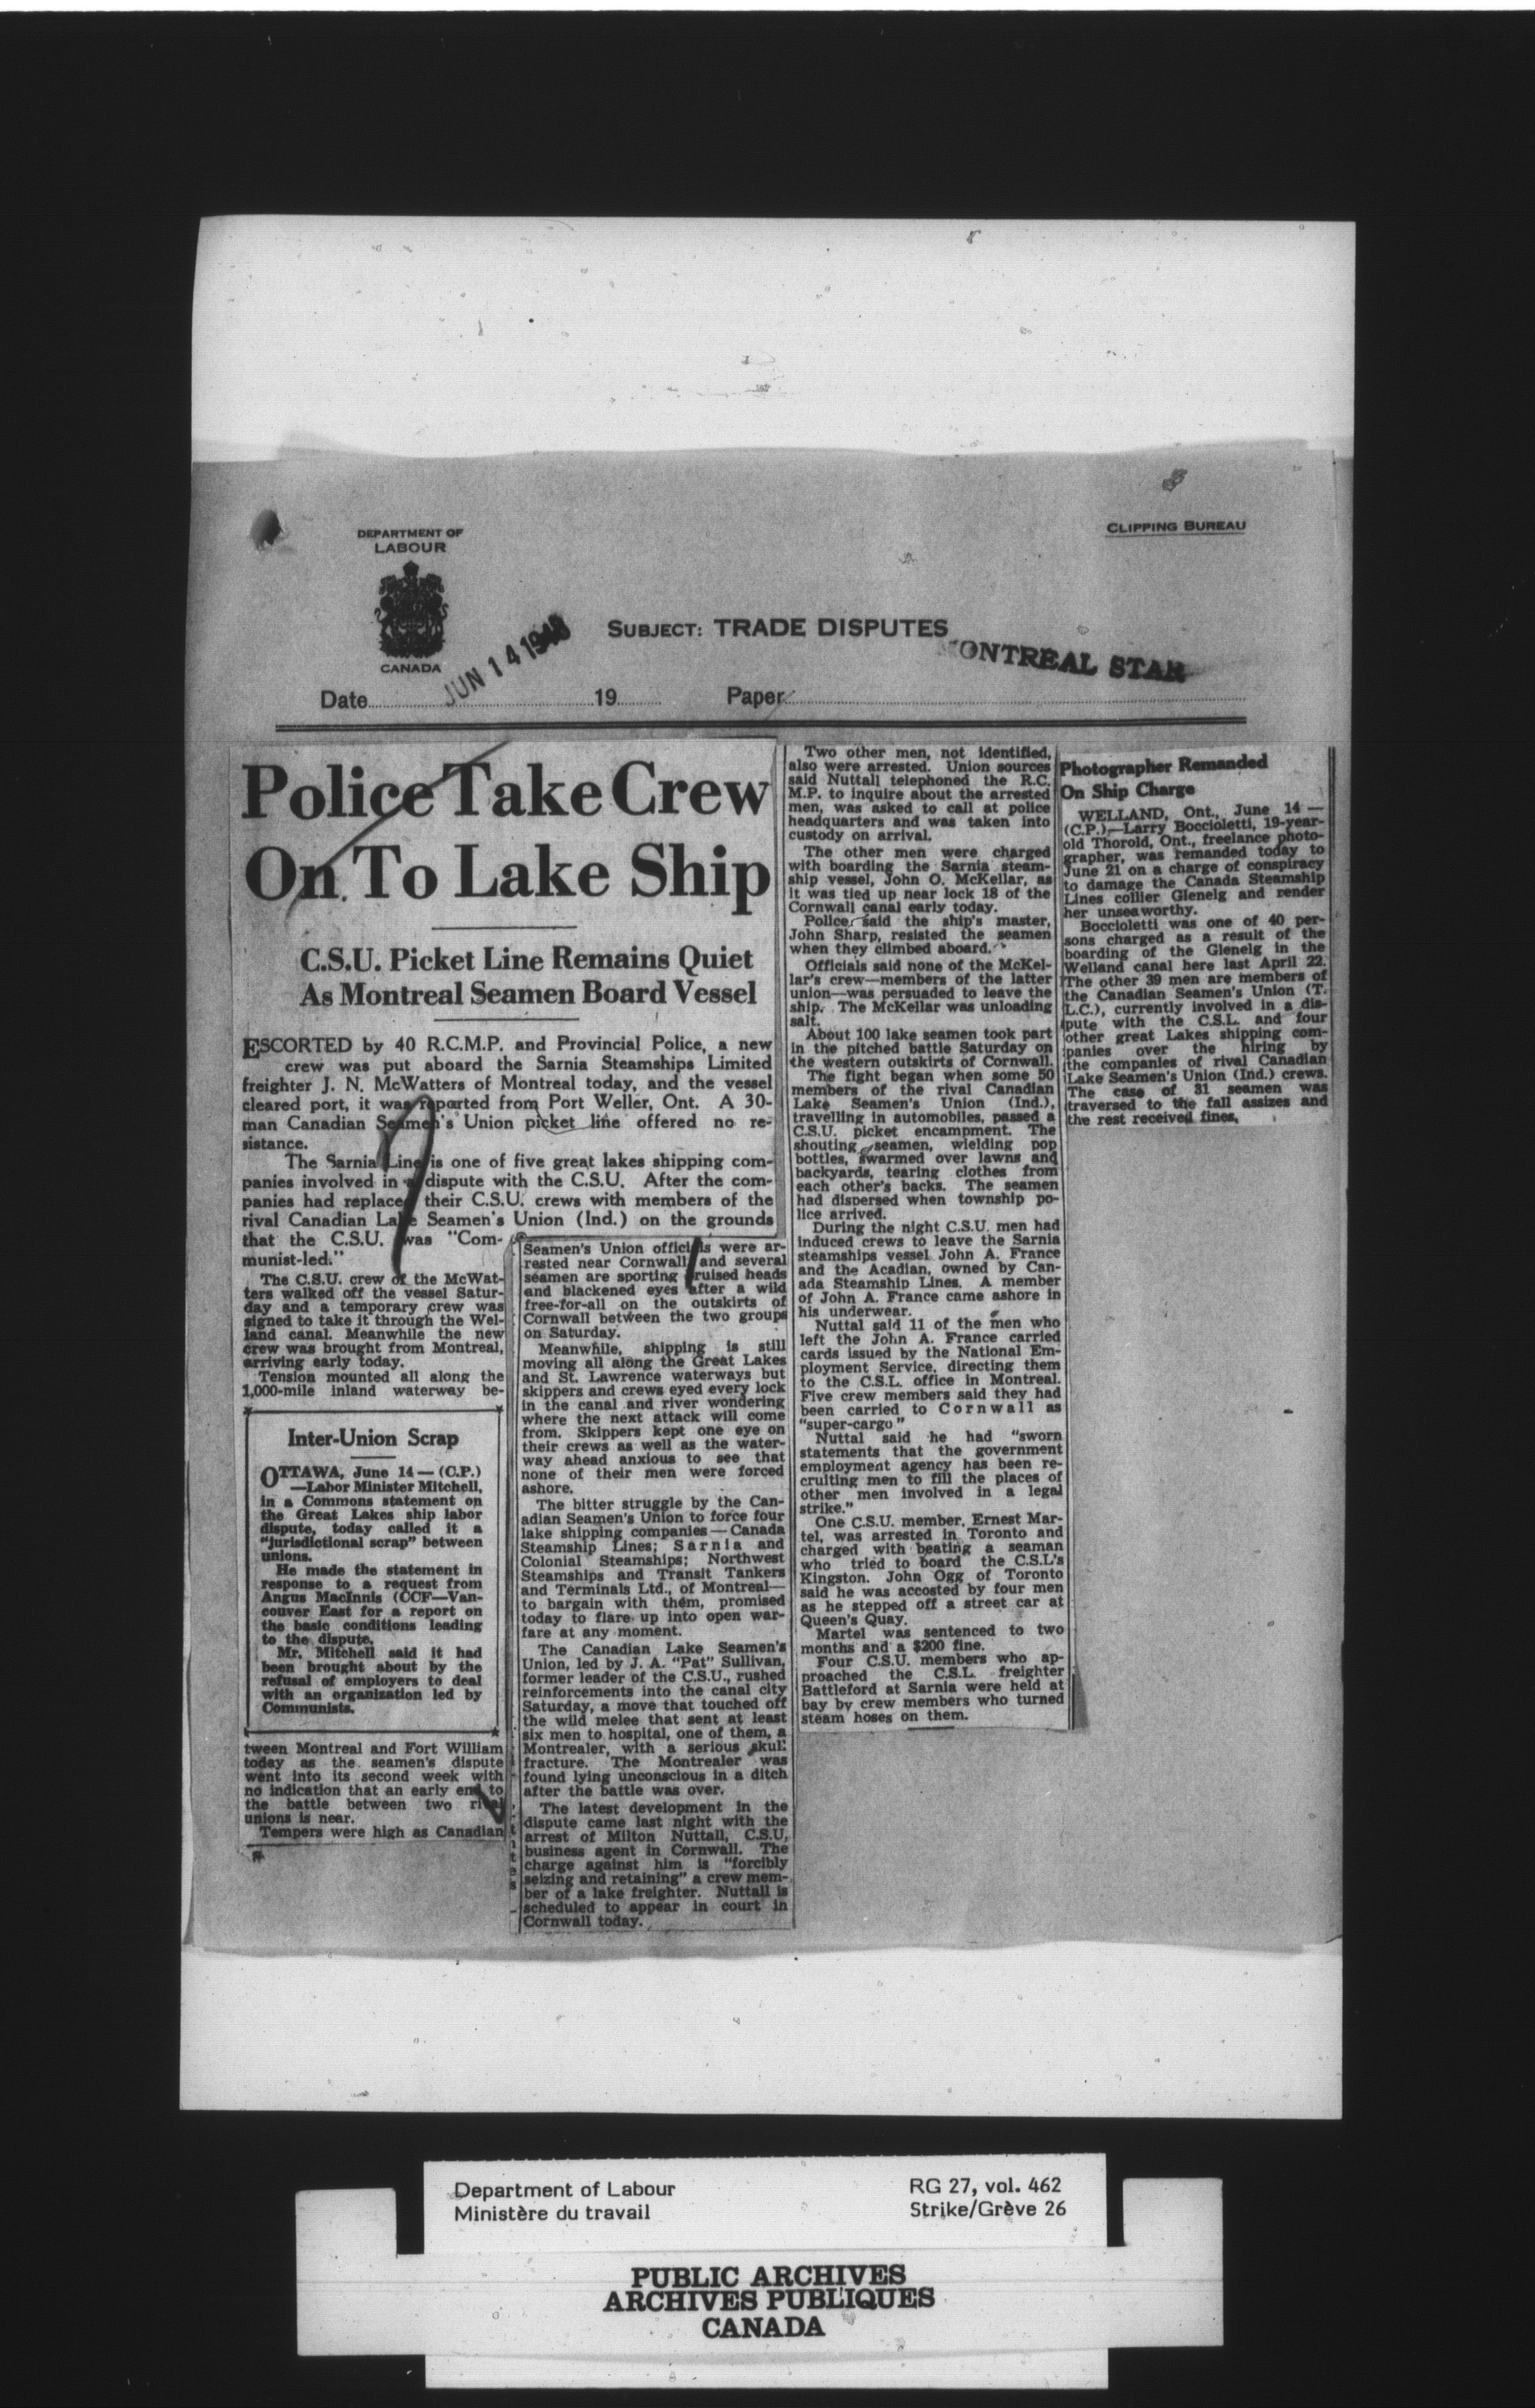 DEPARTMENT OF
LABOUR
CANADA
CLIPPING BUREAU
SUBJECT: TRADE DISPUTES
JUN 14 1948
ONTREAL STAR
Date 19 Paper
Police Take Crew
On To Lake Ship
C.S.U. Picket Line Remains Quiet
As Montreal Seamen Board Vessel
ESCORTED by 40 R.C.M.P. and Provincial Police, a new
crew was put aboard the Sarnia Steamships Limited
freighter J. N. McWatters of Montreal today, and the vessel
cleared port, it was reported from Port Weller, Ont. A 30-
man Canadian Seamen's Union picket line offered no re-
sistance.
The Sarnia Line is one of five great lakes shipping com-
panies involved in a dispute with the C.S.U. After the com-
panies had replaced their C.S.U. crews with members of the
rival Canadian Lake Seamen's Union (Ind.) on the grounds
that the C.S.U. was "Com-
munist-led."
The C.S.U. crew of the McWat-
ters walked off the vessel Satur-
day and a temporary crew was
signed to take it through the Wel-
land canal. Meanwhile the new
crew was brought from Montreal,
arriving early today.
Tension mounted all along the
1,000-mile inland waterway be-
Inter-Union Scrap
OTTAWA, June 14 — (C.P.)
—Labor Minister Mitchell,
in a Commons statement on
the Great Lakes ship labor
dispute, today called it a
"jurisdictional scrap" between
unions.
He made the statement in
response to a request from
Angus MacInnis (CCF—Van-
couver East for a report on
the basic conditions leading
to the dispute.
Mr. Mitchell said it had
been brought about by the
refusal of employers to deal
with an organization led by
Communists.
tween Montreal and Fort William
today as the seamen's dispute
went into its second week with
no indication that an early end to
the battle between two rival
unions is near.
Tempers were high as Canadian
Seamen's Union officials were ar-
rested near Cornwall and several
seamen are sporting bruised heads
and blackened eyes after a wild
free-for-all on the outskirts of
Cornwall between the two groups
on Saturday.
Meanwhile, shipping is still
moving all along the Great Lakes
and St. Lawrence waterways but
skippers and crews eyed every lock
in the canal and river wondering
where the next attack will come
from. Skippers kept one eye on
their crews as well as the water-
way ahead anxious to see that
none of their men were forced
ashore.
The bitter struggle by the Can-
adian Seamen's Union to force four
lake shipping companies — Canada
Steamship Lines; Sarnia and
Colonial Steamships; Northwest
Steamships and Transit Tankers
and Terminals Ltd., of Montreal—
to bargain with them, promised
today to flare up into open war-
fare at any moment.
The Canadian Lake Seamen's
Union, led by J. A. "Pat" Sullivan,
former leader of the C.S.U., rushed
reinforcements into the canal city
Saturday, a move that touched off
the wild melee that sent at least
six men to hospital, one of them, a
Montrealer, with a serious skull
fracture. The Montrealer was
found lying unconscious in a ditch
after the battle was over.
The latest development in the
dispute came last night with the
arrest of Milton Nuttall, C.S.U,
business agent in Cornwall. The
charge against him is "forcibly
seizing and retaining" a crew mem-
ber of a lake freighter. Nuttall is
scheduled to appear in court in
Cornwall today.
Two other men, not identified,
also were arrested. Union sources
said Nuttall telephoned the R.C.
M.P. to inquire about the arrested
men, was asked to call at police
headquarters and was taken into
custody on arrival.
The other men were charged
with boarding the Sarnia steam-
ship vessel, John O. McKellar, as
it was tied up near lock 18 of the
Cornwall canal early today.
Police said the ship's master,
John Sharp, resisted the seamen
when they climbed aboard.
Officials said none of the McKel-
lar's crew—members of the latter
union—was persuaded to leave the
ship. The McKellar was unloading
salt.
About 100 lake seamen took part
in the pitched battle Saturday on
the western outskirts of Cornwall.
The fight began when some 50
members of the rival Canadian
Lake Seamen's Union (Ind.),
travelling in automobiles, passed a
C.S.U. picket encampment. The
shouting seamen, wielding pop
bottles, swarmed over lawns and
backyards, tearing clothes from
each other's backs. The seamen
had dispersed when township po-
lice arrived.
During the night C.S.U. men had
induced crews to leave the Sarnia
steamships vessel John A. France
and the Acadian, owned by Can-
ada Steamship Lines. A member
of John A. France came ashore in
his underwear.
Nuttal said 11 of the men who
left the John A. France carried
cards issued by the National Em-
ployment Service, directing them
to the C.S.L. office in Montreal.
Five crew members said they had
been carried to Cornwall as
"super-cargo"
Nuttal said he had "sworn
statements that the government
employment agency has been re-
cruiting men to fill the places of
other men involved in a legal
strike."
One C.S.U. member, Ernest Mar-
tel, was arrested in Toronto and
charged with beating a seaman
who tried to board the C.S.L's
Kingston. John Ogg of Toronto
said he was accosted by four men
as he stepped off a street car at
Queen's Quay.
Martel was sentenced to two
months and a $200 fine.
Four C.S.U. members who ap-
proached the C.S.L. freighter
Battleford at Sarnia were held at
bay by crew members who turned
steam hoses on them.
Photographer Remanded
On Ship Charge
WELLAND, Ont., June 14 —
(C.P.)—Larry Boccioletti, 19-year-
old Thorold, Ont., freelance photo-
grapher, was remanded today to
June 21 on a charge of conspiracy
to damage the Canada Steamship
Lines collier Glenelg and render
her unseaworthy.
Boccioletti was one of 40 per-
sons charged as a result of the
boarding of the Glenelg in the
Welland canal here last April 22.
The other 39 men are members of
the Canadian Seamen's Union (T.
L.C.), currently involved in a dis-
pute with the C.S.L. and four
other great Lakes shipping com-
panies over the hiring by
the companies of rival Canadian
Lake Seamen's Union (Ind.) crews.
The case of 31 seamen was
traversed to the fall assizes and
the rest received fines.
Department of Labour
Ministère du travail
RG 27, vol. 462
Strike/Grève 26
PUBLIC ARCHIVES
ARCHIVES PUBLIQUES
CANADA